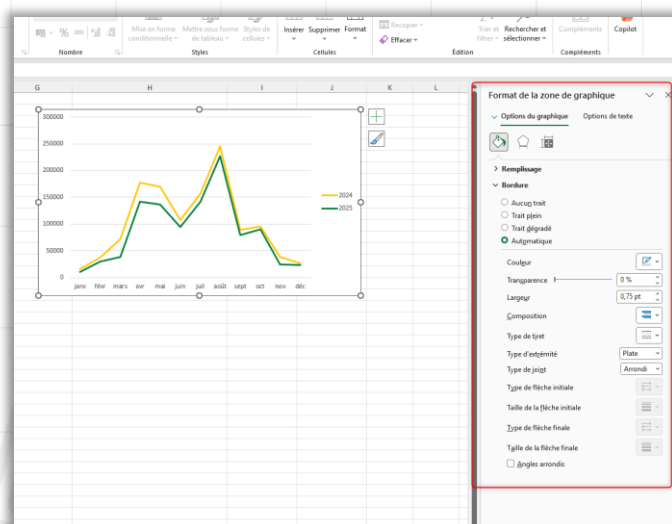 %
Mise en forme
conditionnelle
Mettre sous forme
de tableau
Styles de
cellules
Insérer
Supprimer
Format
Recopier
Effacer
Trier et
filtrer
Rechercher et
sélectionner
Compléments
Copilot
Nombre
Styles
Cellules
Édition
Compléments
G H I J K L
300000
250000
200000
150000
100000
50000
0
janv févr mars avr mai juin juil août sept oct nov déc
2024
2025
Format de la zone de graphique
Options du graphique
Options de texte
Remplissage
Bordure
Aucun trait
Trait plein
Trait dégradé
Automatique
Couleur
Transparence 0 %
Largeur 0,75 pt
Composition
Type de tiret
Type d'extrémité Plate
Type de joint Arrondi
Type de flèche initiale
Taille de la flèche initiale
Type de flèche finale
Taille de la flèche finale
Angles arrondis